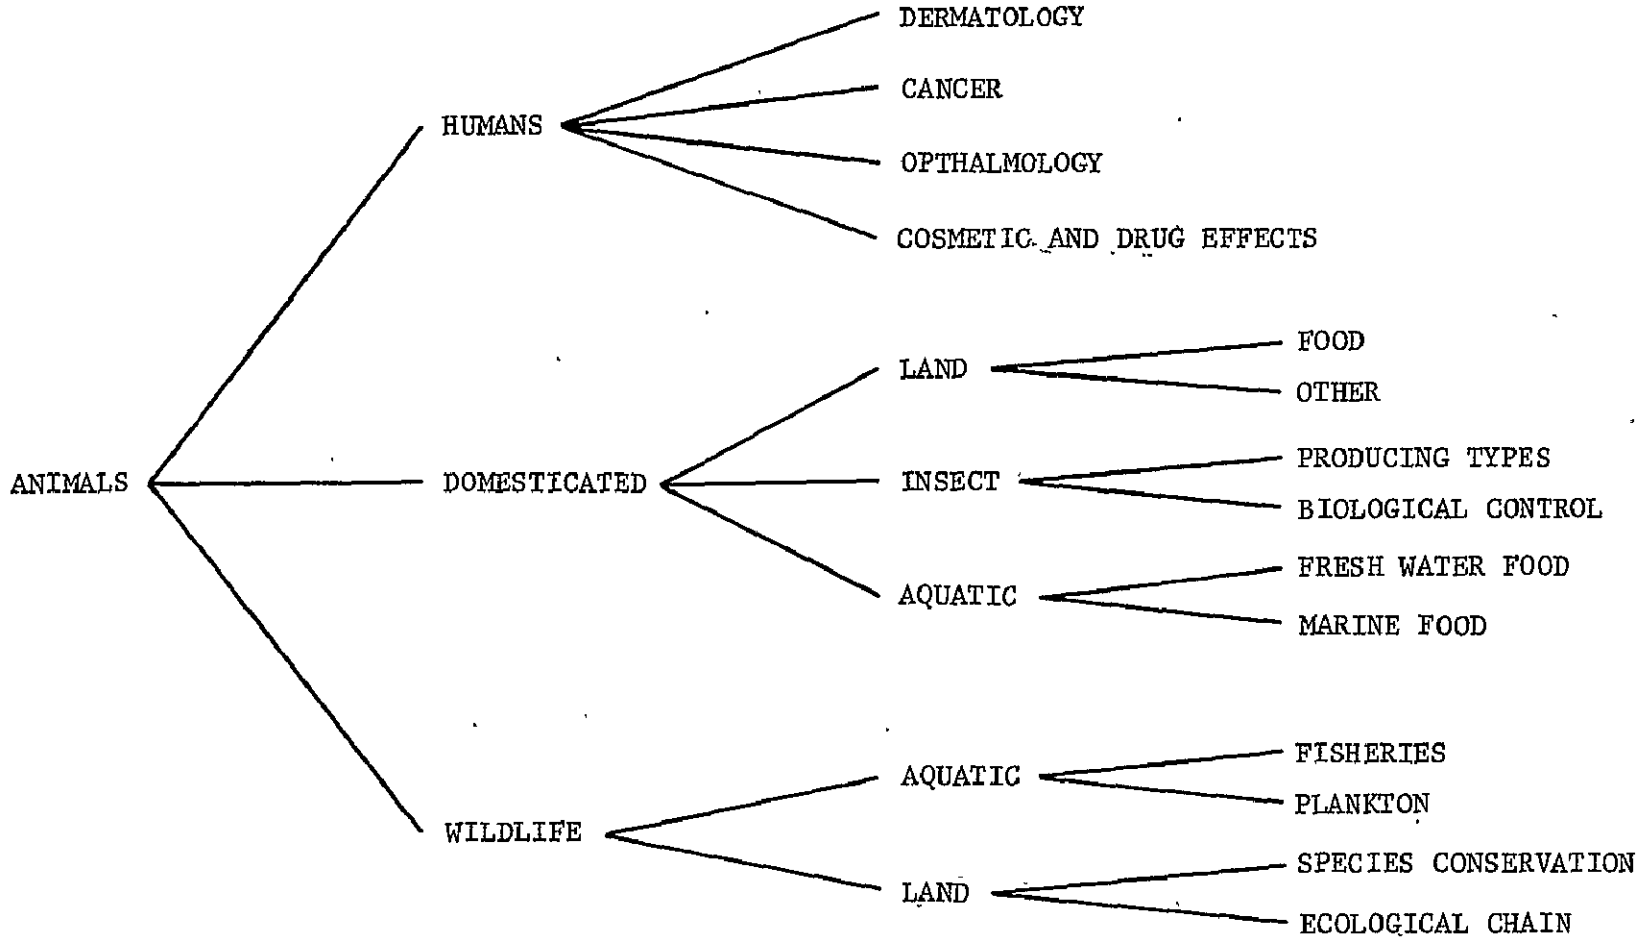 ANIMALS
HUMANS
DERMATOLOGY
CANCER
OPTHALMOLOGY
COSMETIC AND DRUG EFFECTS
DOMESTICATED
LAND
FOOD
OTHER
INSECT
PRODUCING TYPES
BIOLOGICAL CONTROL
AQUATIC
FRESH WATER FOOD
MARINE FOOD
WILDLIFE
AQUATIC
FISHERIES
PLANKTON
LAND
SPECIES CONSERVATION
ECOLOGICAL CHAIN